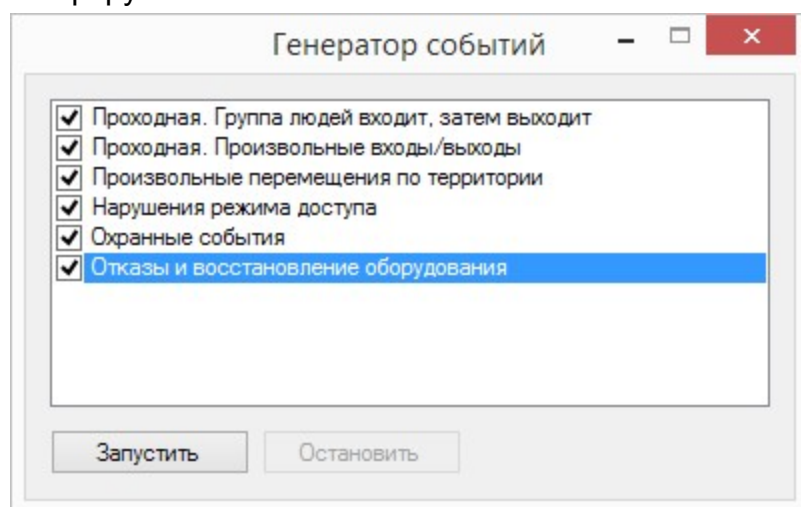 Генератор событий
Проходная. Группа людей входит, затем выходит
Проходная. Произвольные входы/выходы
Произвольные перемещения по территории
Нарушения режима доступа
Охранные события
Отказы и восстановление оборудования
Запустить Остановить